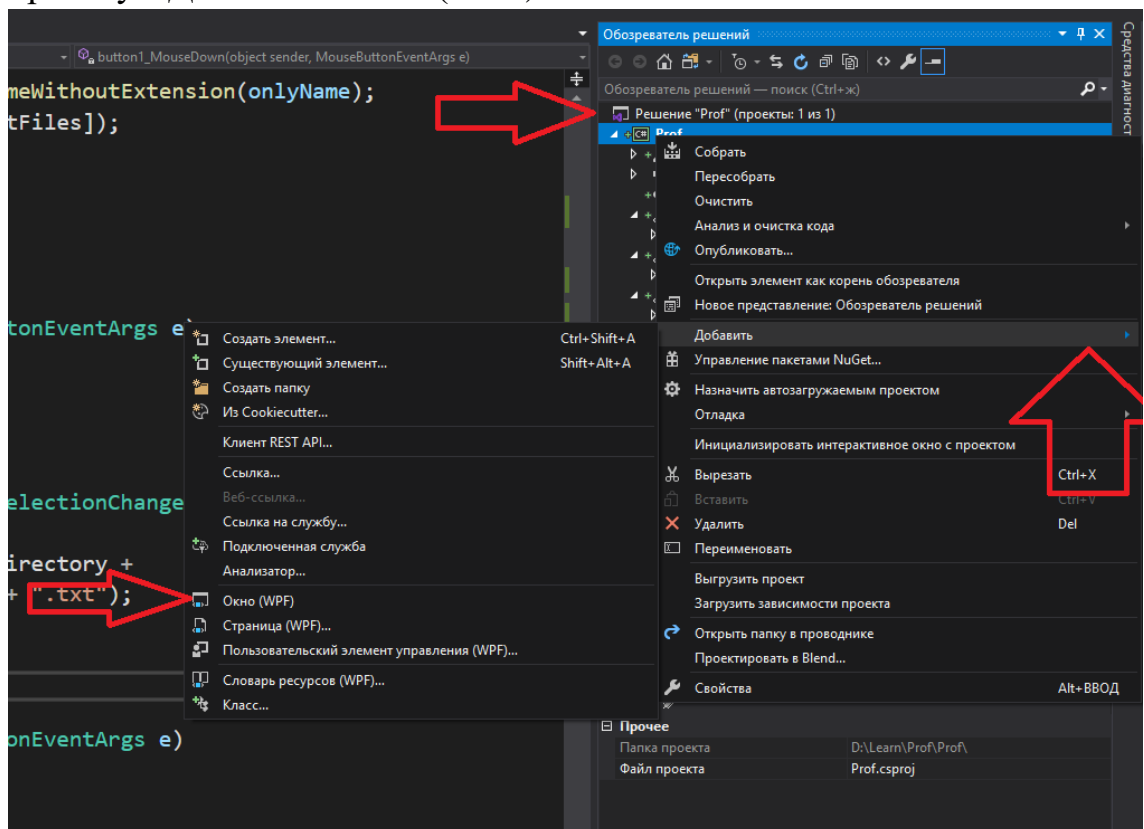 Обозреватель решений
button1_MouseDown(object sender, MouseButtonEventArgs e)
Обозреватель решений — поиск (Ctrl+ж)
meWithoutExtension(onlyName);
tFiles]);
Решение "Prof" (проекты: 1 из 1)
C# Prof
Собрать
Пересобрать
Очистить
Анализ и очистка кода
Опубликовать...
Открыть элемент как корень обозревателя
Новое представление: Обозреватель решений
Добавить
Управление пакетами NuGet...
Назначить автозагружаемым проектом
Отладка
Инициализировать интерактивное окно с проектом
Вырезать Ctrl+X
Вставить Ctrl+V
Удалить Del
Переименовать
Выгрузить проект
Загрузить зависимости проекта
Открыть папку в проводнике
Проектировать в Blend...
Свойства Alt+ВВОД
tonEventArgs e)
Создать элемент... Ctrl+Shift+A
Существующий элемент... Shift+Alt+A
Создать папку
Из Cookiecutter...
Клиент REST API...
Ссылка...
Веб-ссылка...
Ссылка на службу...
Подключенная служба
Анализатор...
Окно (WPF)
Страница (WPF)...
Пользовательский элемент управления (WPF)...
Словарь ресурсов (WPF)...
Класс...
electionChange
irectory +
+ ".txt");
onEventArgs e)
Прочее
Папка проекта D:\Learn\Prof\Prof\
Файл проекта Prof.csproj